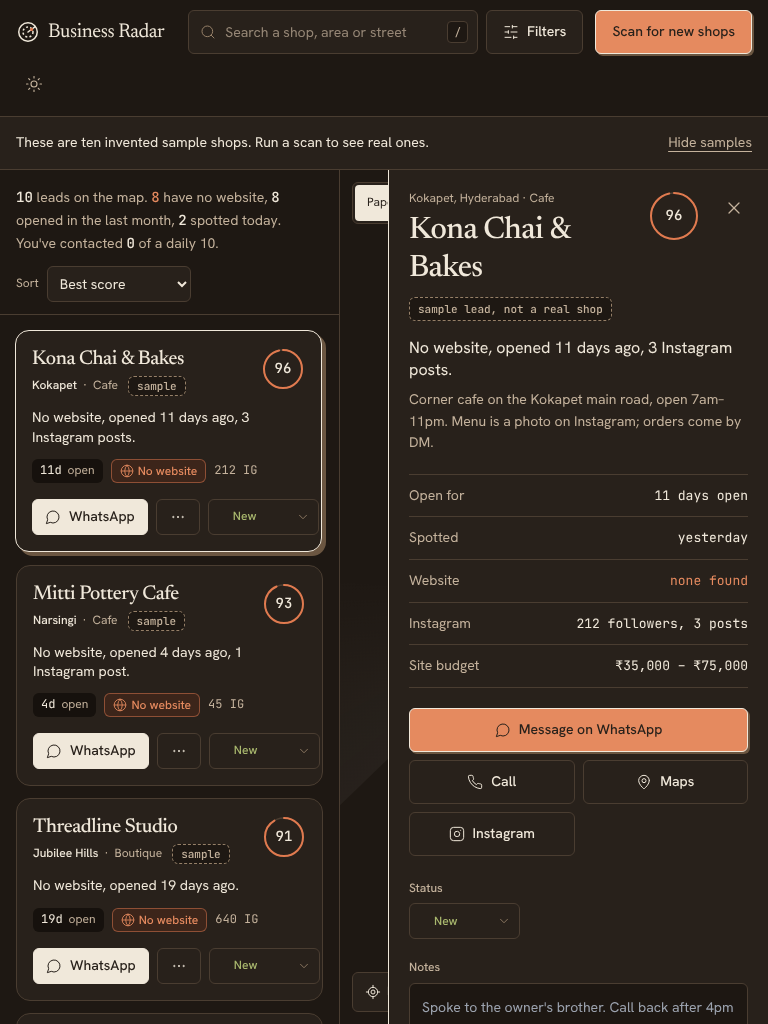 Business Radar
Search a shop, area or street
/
Filters
Scan for new shops
These are ten invented sample shops. Run a scan to see real ones.
Hide samples
10 leads on the map. 8 have no website, 8
opened in the last month, 2 spotted today.
You've contacted 0 of a daily 10.
Sort
Best score
Kona Chai & Bakes
96
Kokapet · Cafe
sample
No website, opened 11 days ago, 3
Instagram posts.
11d open
No website
212 IG
WhatsApp
···
New
Mitti Pottery Cafe
93
Narsingi · Cafe
sample
No website, opened 4 days ago, 1
Instagram post.
4d open
No website
45 IG
WhatsApp
···
New
Threadline Studio
91
Jubilee Hills · Boutique
sample
No website, opened 19 days ago.
19d open
No website
640 IG
WhatsApp
···
New
Kokapet, Hyderabad · Cafe
Kona Chai &
Bakes
96
sample lead, not a real shop
No website, opened 11 days ago, 3 Instagram
posts.
Corner cafe on the Kokapet main road, open 7am–
11pm. Menu is a photo on Instagram; orders come by
DM.
Open for
11 days open
Spotted
yesterday
Website
none found
Instagram
212 followers, 3 posts
Site budget
₹35,000 – ₹75,000
Message on WhatsApp
Call
Maps
Instagram
Status
New
Notes
Spoke to the owner's brother. Call back after 4pm